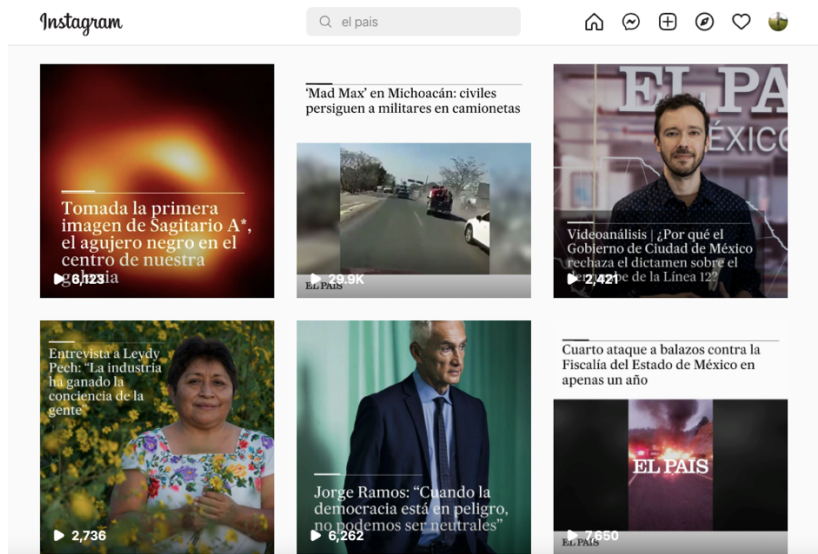 Instagram
el pais
Tomada la primera
imagen de Sagitario A*,
el agujero negro en el
centro de nuestra
galaxia
6,123
'Mad Max' en Michoacán: civiles
persiguen a militares en camionetas
29.9K
EL PAÍS
EL PA
MÉXICO
Videoanálisis | ¿Por qué el
Gobierno de Ciudad de México
rechaza el dictamen sobre el
de la Línea 12?
2,421
Entrevista a Leydy
Pech: “La industria
ha ganado la
conciencia de la
gente”
2,736
Jorge Ramos: “Cuando la
democracia está en peligro,
no podemos ser neutrales”
6,262
Cuarto ataque a balazos contra la
Fiscalía del Estado de México en
apenas un año
EL PAÍS
7,650
EL PAÍS